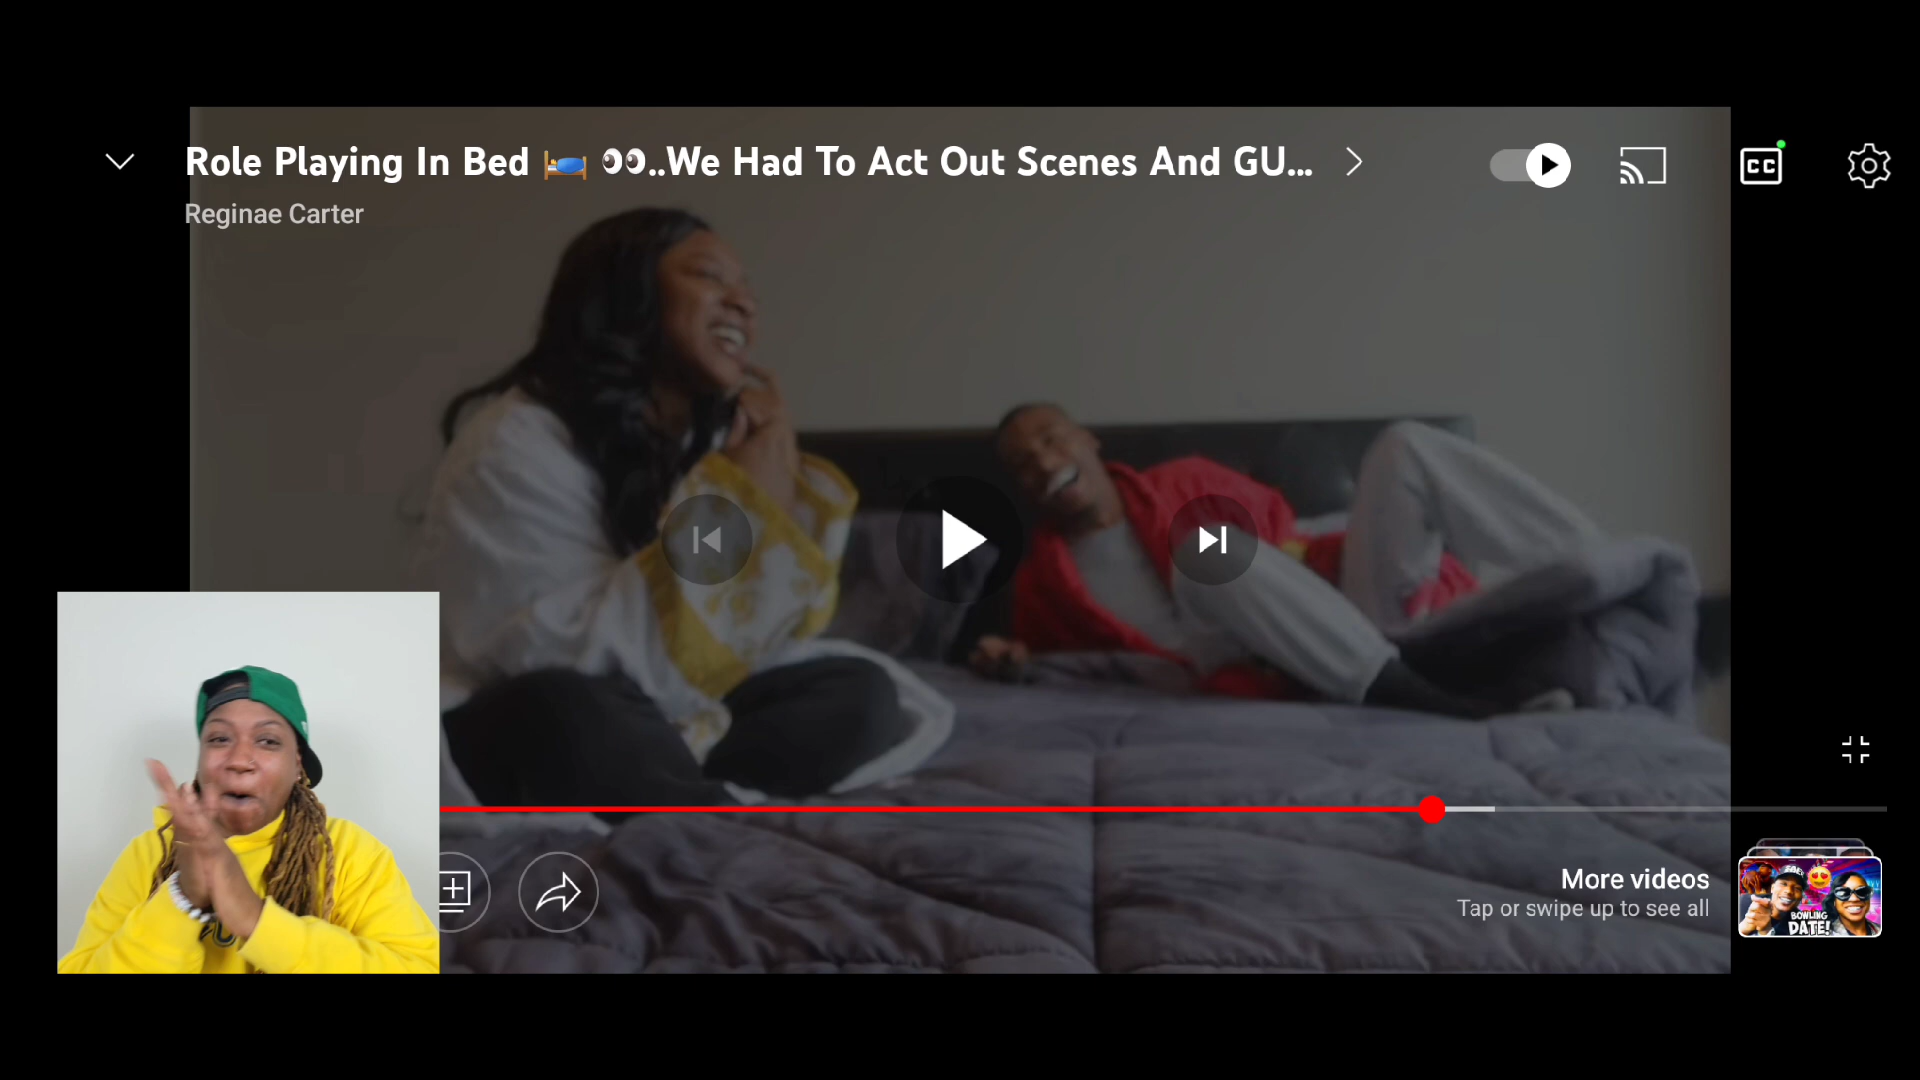 Role Playing In Bed 🛏️ 👀..We Had To Act Out Scenes And GU...
Reginae Carter
CC
More videos
Tap or swipe up to see all
BOWLING
DATE!